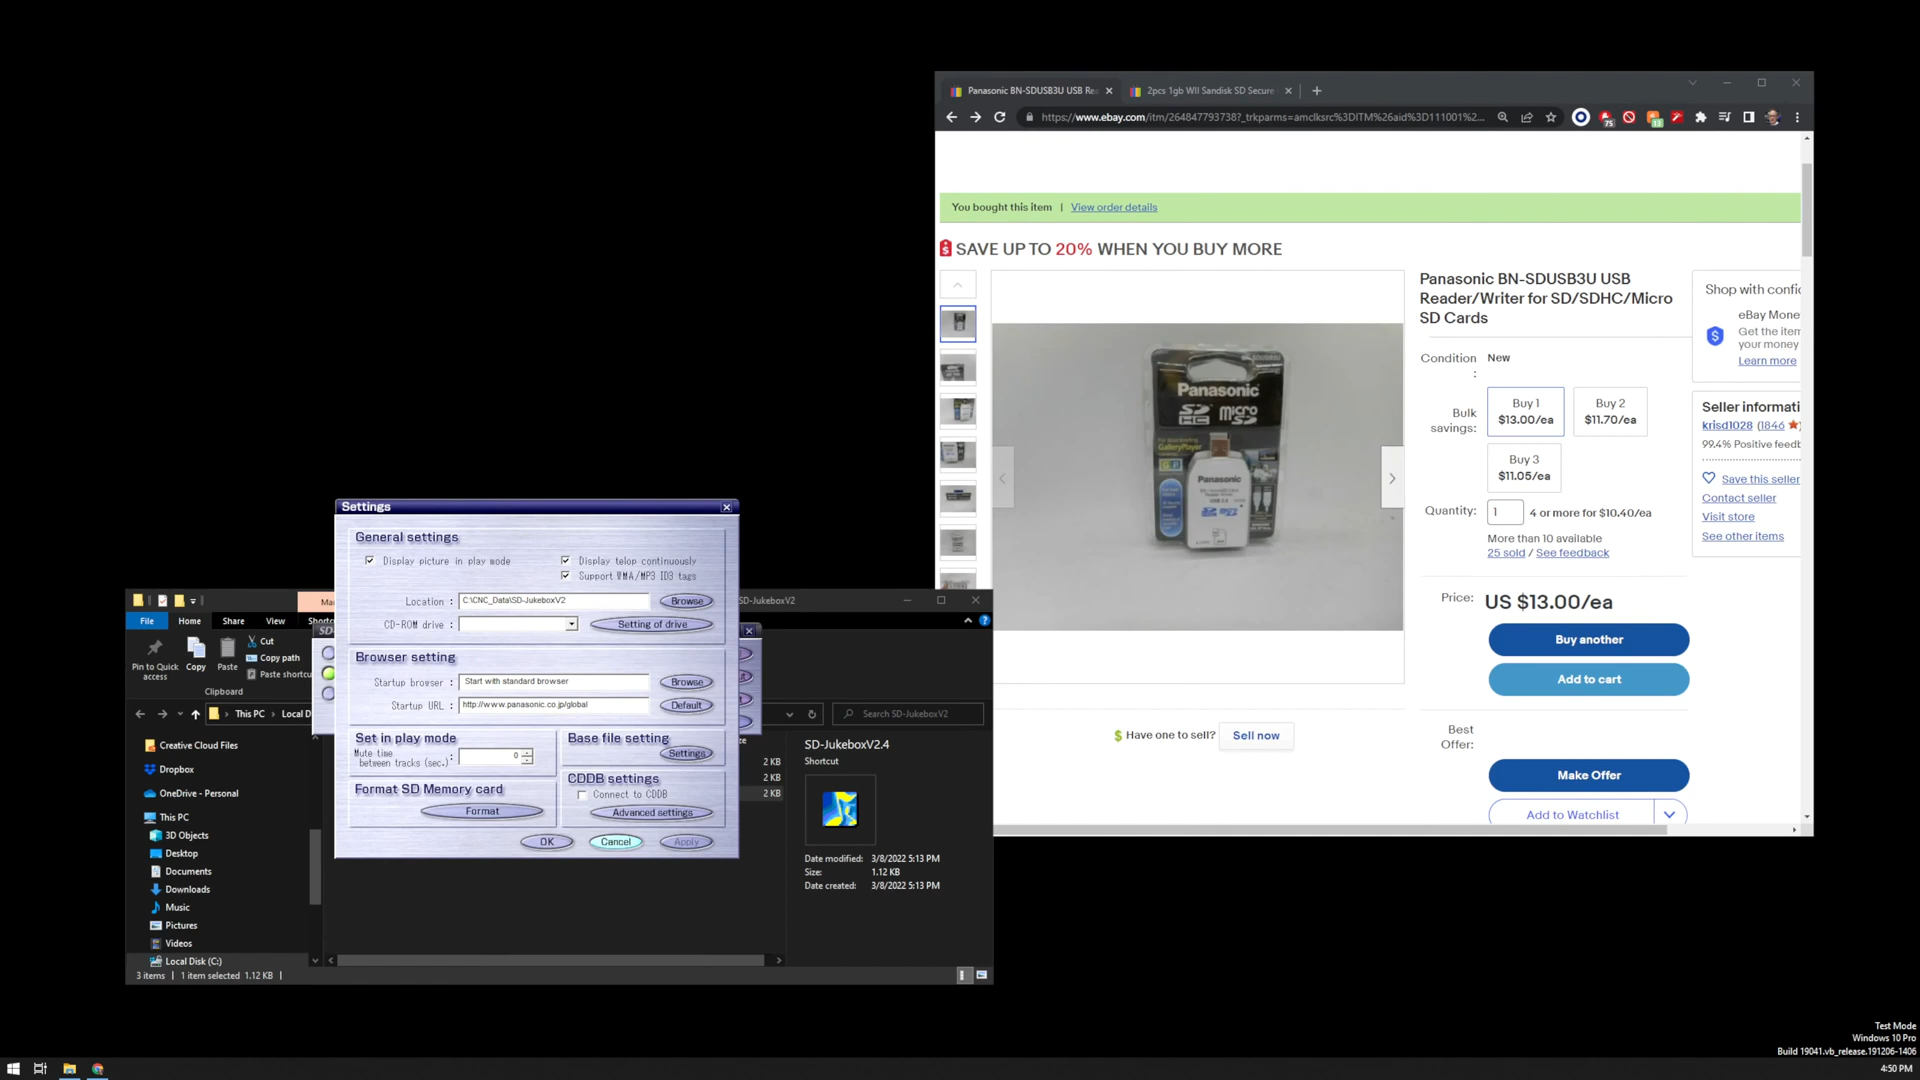 Panasonic BN-SDUSB3U USB Rea
2pcs 1gb WII Sandisk SD Secure
https://www.ebay.com/itm/264847793738?_trkparms=amclksrc%3DITM%26aid%3D111001%2...
75
13
You bought this item | View order details
SAVE UP TO 20% WHEN YOU BUY MORE
Panasonic BN-SDUSB3U USB
Reader/Writer for SD/SDHC/Micro
SD Cards
Condition
:
New
Bulk
savings:
Buy 1
$13.00/ea
Buy 2
$11.70/ea
Buy 3
$11.05/ea
Quantity:
1
4 or more for $10.40/ea
More than 10 available
25 sold / See feedback
Price:
US $13.00/ea
Buy another
Add to cart
Best
Offer:
Make Offer
Add to Watchlist
Have one to sell?
Sell now
Panasonic
SD
HC
micro
SD
Panasonic
Shop with confid
eBay Mone
Get the item
your money
Learn more
Seller informati
krisd1028 (1846
99.4% Positive feedb
Save this seller
Contact seller
Visit store
See other items
Settings
General settings
Display picture in play mode
Display telop continuously
Support WMA/MP3 ID3 tags
Location :
C:\CNC_Data\SD-JukeboxV2
Browse
CD-ROM drive :
Setting of drive
Browser setting
Startup browser :
Start with standard browser
Browse
Startup URL :
http://www.panasonic.co.jp/global
Default
Set in play mode
Mute time
between tracks (sec.) :
0
Base file setting
Settings
CDDB settings
Connect to CDDB
Advanced settings
Format SD Memory card
Format
OK
Cancel
Apply
Ma
SD-JukeboxV2
File
Home
Share
View
Shortc
SD-
Pin to Quick
access
Copy
Paste
Cut
Copy path
Paste shortcu
Clipboard
This PC
Local D
Search SD-JukeboxV2
Creative Cloud Files
Dropbox
OneDrive - Personal
This PC
3D Objects
Desktop
Documents
Downloads
Music
Pictures
Videos
Local Disk (C:)
2 KB
2 KB
2 KB
SD-JukeboxV2.4
Shortcut
Date modified: 3/8/2022 5:13 PM
Size: 1.12 KB
Date created: 3/8/2022 5:13 PM
3 items
1 item selected 1.12 KB
Test Mode
Windows 10 Pro
Build 19041.vb_release.191206-1406
4:50 PM